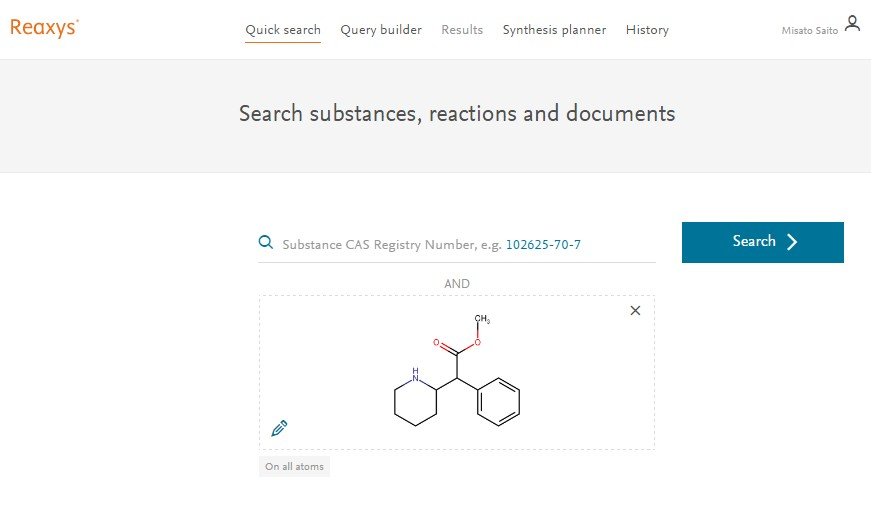 Reaxys®
Quick search Query builder Results Synthesis planner History
Misato Saito
Search substances, reactions and documents
Substance CAS Registry Number, e.g. 102625-70-7
Search
AND
CH3
O
O
H
N
On all atoms